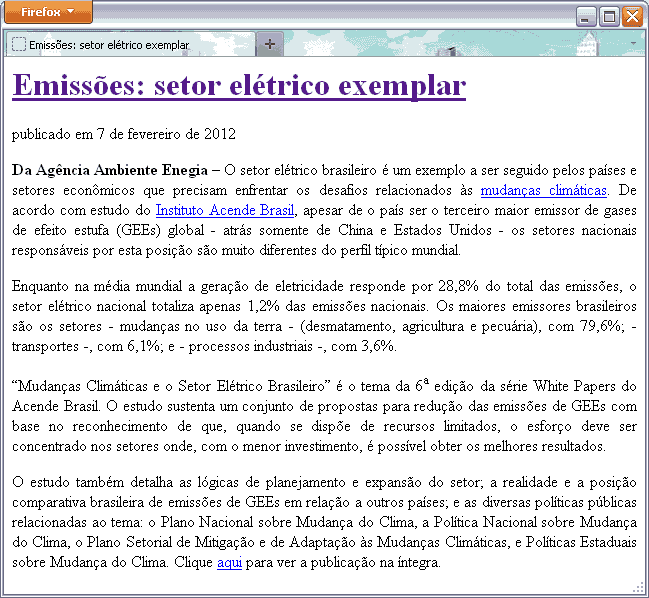 Firefox
Emissões: setor elétrico exemplar
Emissões: setor elétrico exemplar
publicado em 7 de fevereiro de 2012
Da Agência Ambiente Enegia – O setor elétrico brasileiro é um exemplo a ser seguido pelos países e
setores econômicos que precisam enfrentar os desafios relacionados às mudanças climáticas. De
acordo com estudo do Instituto Acende Brasil, apesar de o país ser o terceiro maior emissor de gases
de efeito estufa (GEEs) global - atrás somente de China e Estados Unidos - os setores nacionais
responsáveis por esta posição são muito diferentes do perfil típico mundial.
Enquanto na média mundial a geração de eletricidade responde por 28,8% do total das emissões, o
setor elétrico nacional totaliza apenas 1,2% das emissões nacionais. Os maiores emissores brasileiros
são os setores - mudanças no uso da terra - (desmatamento, agricultura e pecuária), com 79,6%; -
transportes -, com 6,1%; e - processos industriais -, com 3,6%.
“Mudanças Climáticas e o Setor Elétrico Brasileiro” é o tema da 6ª edição da série White Papers do
Acende Brasil. O estudo sustenta um conjunto de propostas para redução das emissões de GEEs com
base no reconhecimento de que, quando se dispõe de recursos limitados, o esforço deve ser
concentrado nos setores onde, com o menor investimento, é possível obter os melhores resultados.
O estudo também detalha as lógicas de planejamento e expansão do setor; a realidade e a posição
comparativa brasileira de emissões de GEEs em relação a outros países; e as diversas políticas públicas
relacionadas ao tema: o Plano Nacional sobre Mudança do Clima, a Política Nacional sobre Mudança
do Clima, o Plano Setorial de Mitigação e de Adaptação às Mudanças Climáticas, e Políticas Estaduais
sobre Mudança do Clima. Clique aqui para ver a publicação na íntegra.